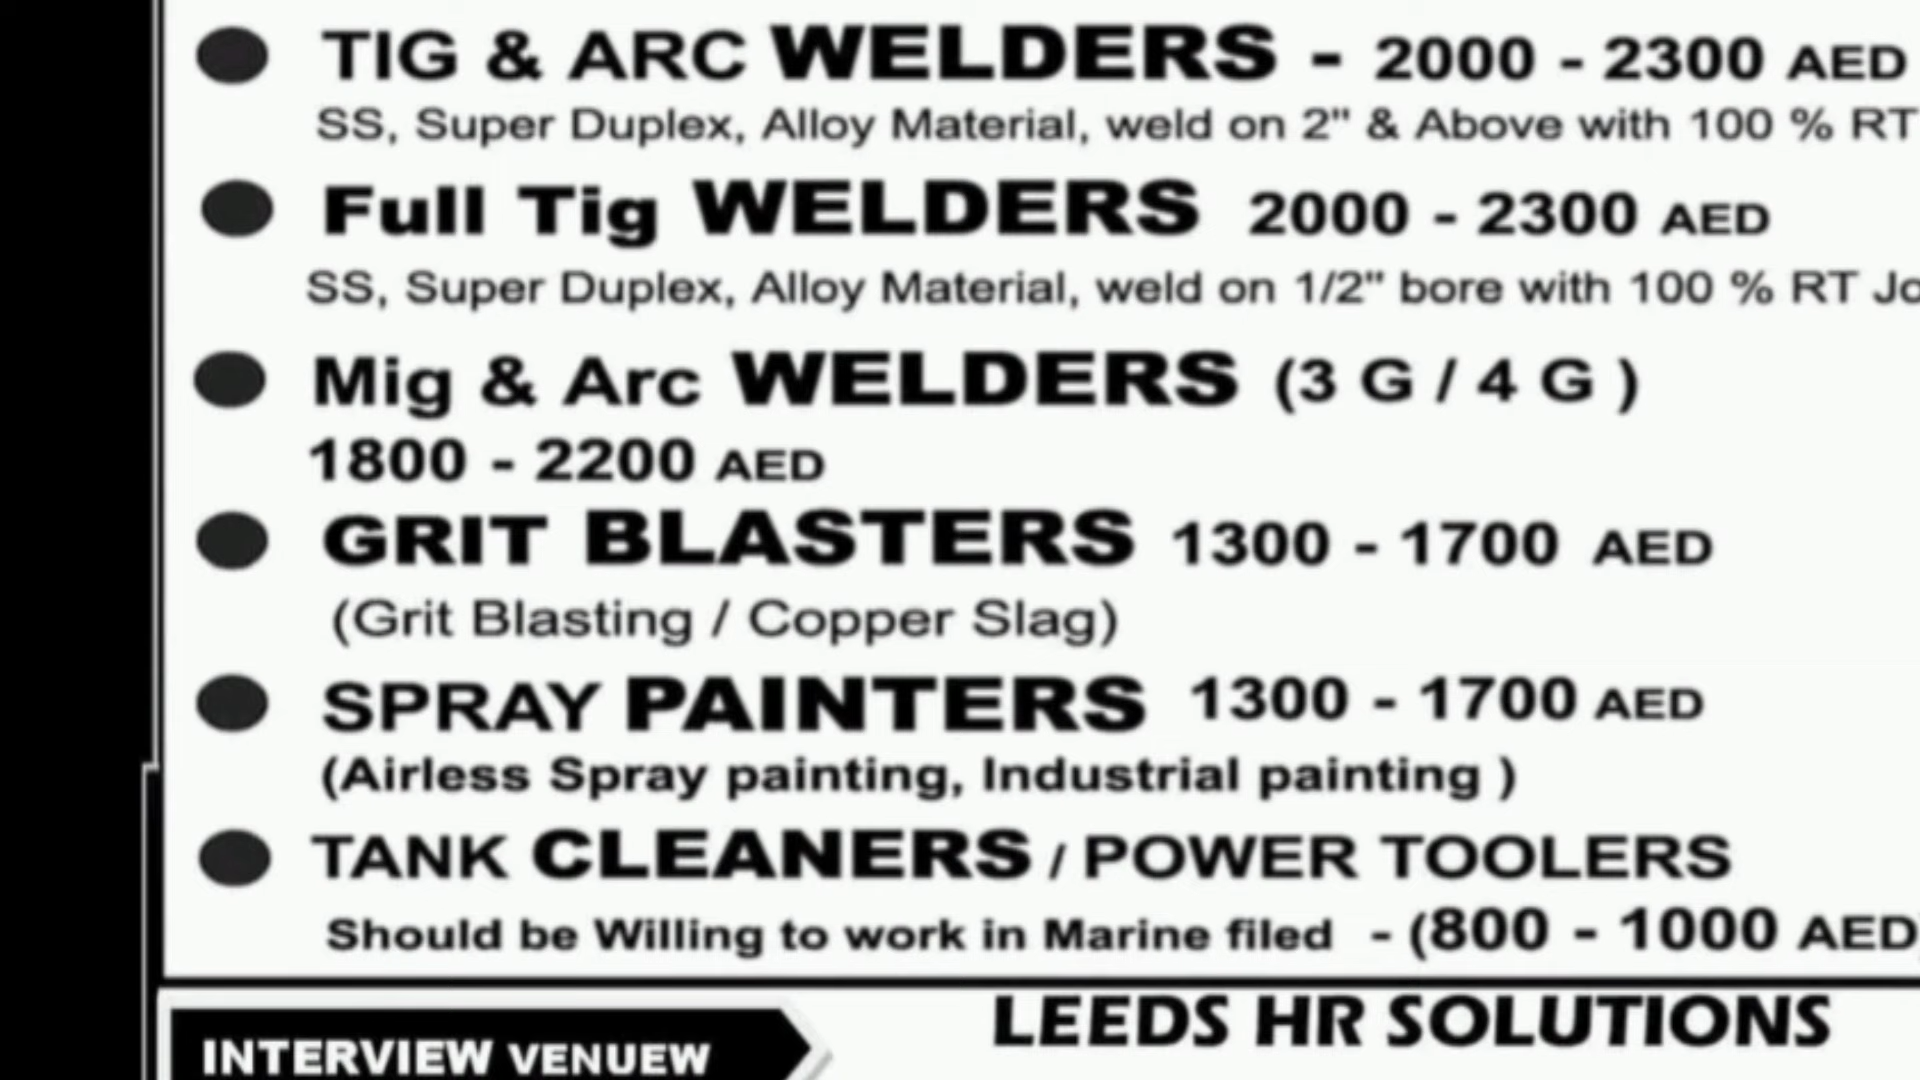 TIG & ARC WELDERS - 2000 - 2300 AED
SS, Super Duplex, Alloy Material, weld on 2" & Above with 100 % RT
Full Tig WELDERS 2000 - 2300 AED
SS, Super Duplex, Alloy Material, weld on 1/2" bore with 100 % RT Jo
Mig & Arc WELDERS (3 G / 4 G )
1800 - 2200 AED
GRIT BLASTERS 1300 - 1700 AED
(Grit Blasting / Copper Slag)
SPRAY PAINTERS 1300 - 1700 AED
(Airless Spray painting, Industrial painting )
TANK CLEANERS / POWER TOOLERS
Should be Willing to work in Marine filed - (800 - 1000 AED)
LEEDS HR SOLUTIONS
INTERVIEW VENUEW